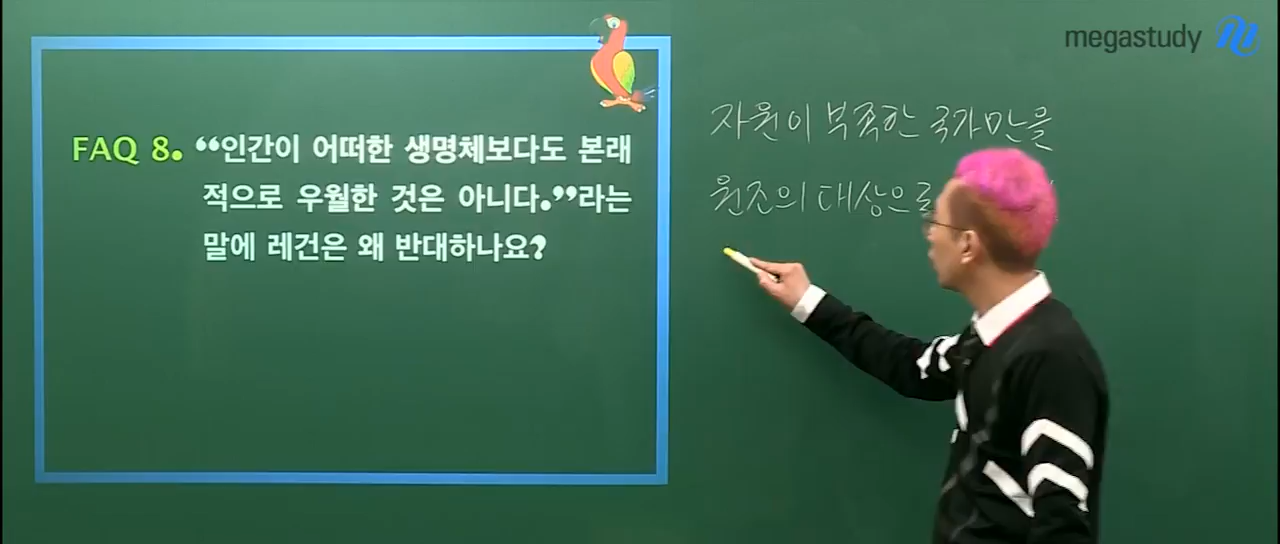 megastudy
FAQ 8. “인간이 어떠한 생명체보다도 본래
적으로 우월한 것은 아니다.”라는
말에 레건은 왜 반대하나요?
자원이 부족한 국가만을
원조의 대상으로